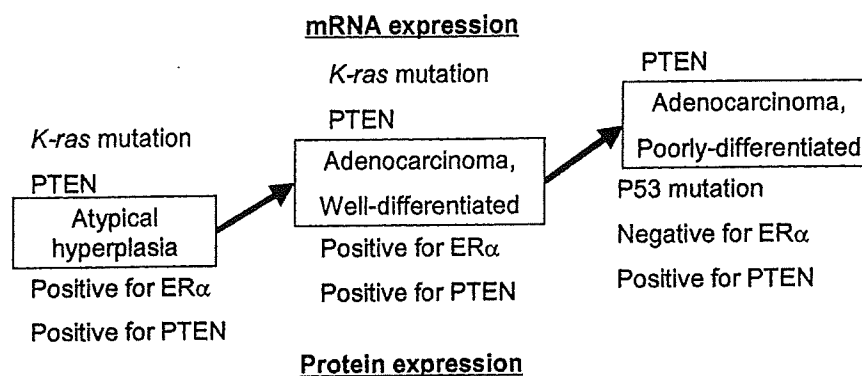 mRNA expression
K-ras mutation
PTEN
Atypical
hyperplasia
Positive for ERα
Positive for PTEN
K-ras mutation
PTEN
Adenocarcinoma,
Well-differentiated
Positive for ERα
Positive for PTEN
PTEN
Adenocarcinoma,
Poorly-differentiated
P53 mutation
Negative for ERα
Positive for PTEN
Protein expression